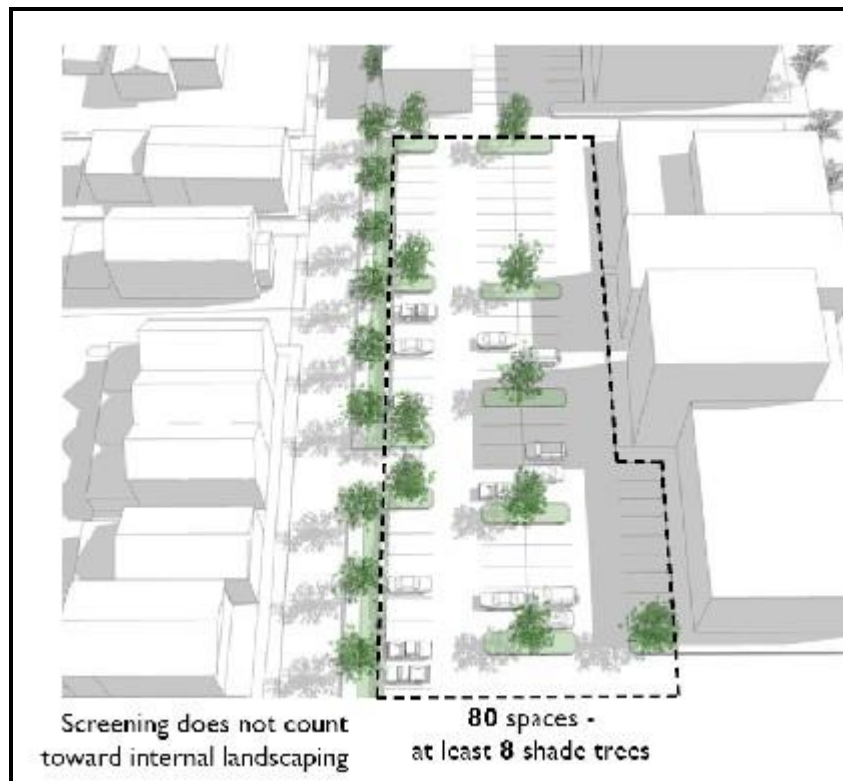 Screening does not count
toward internal landscaping
80 spaces -
at least 8 shade trees